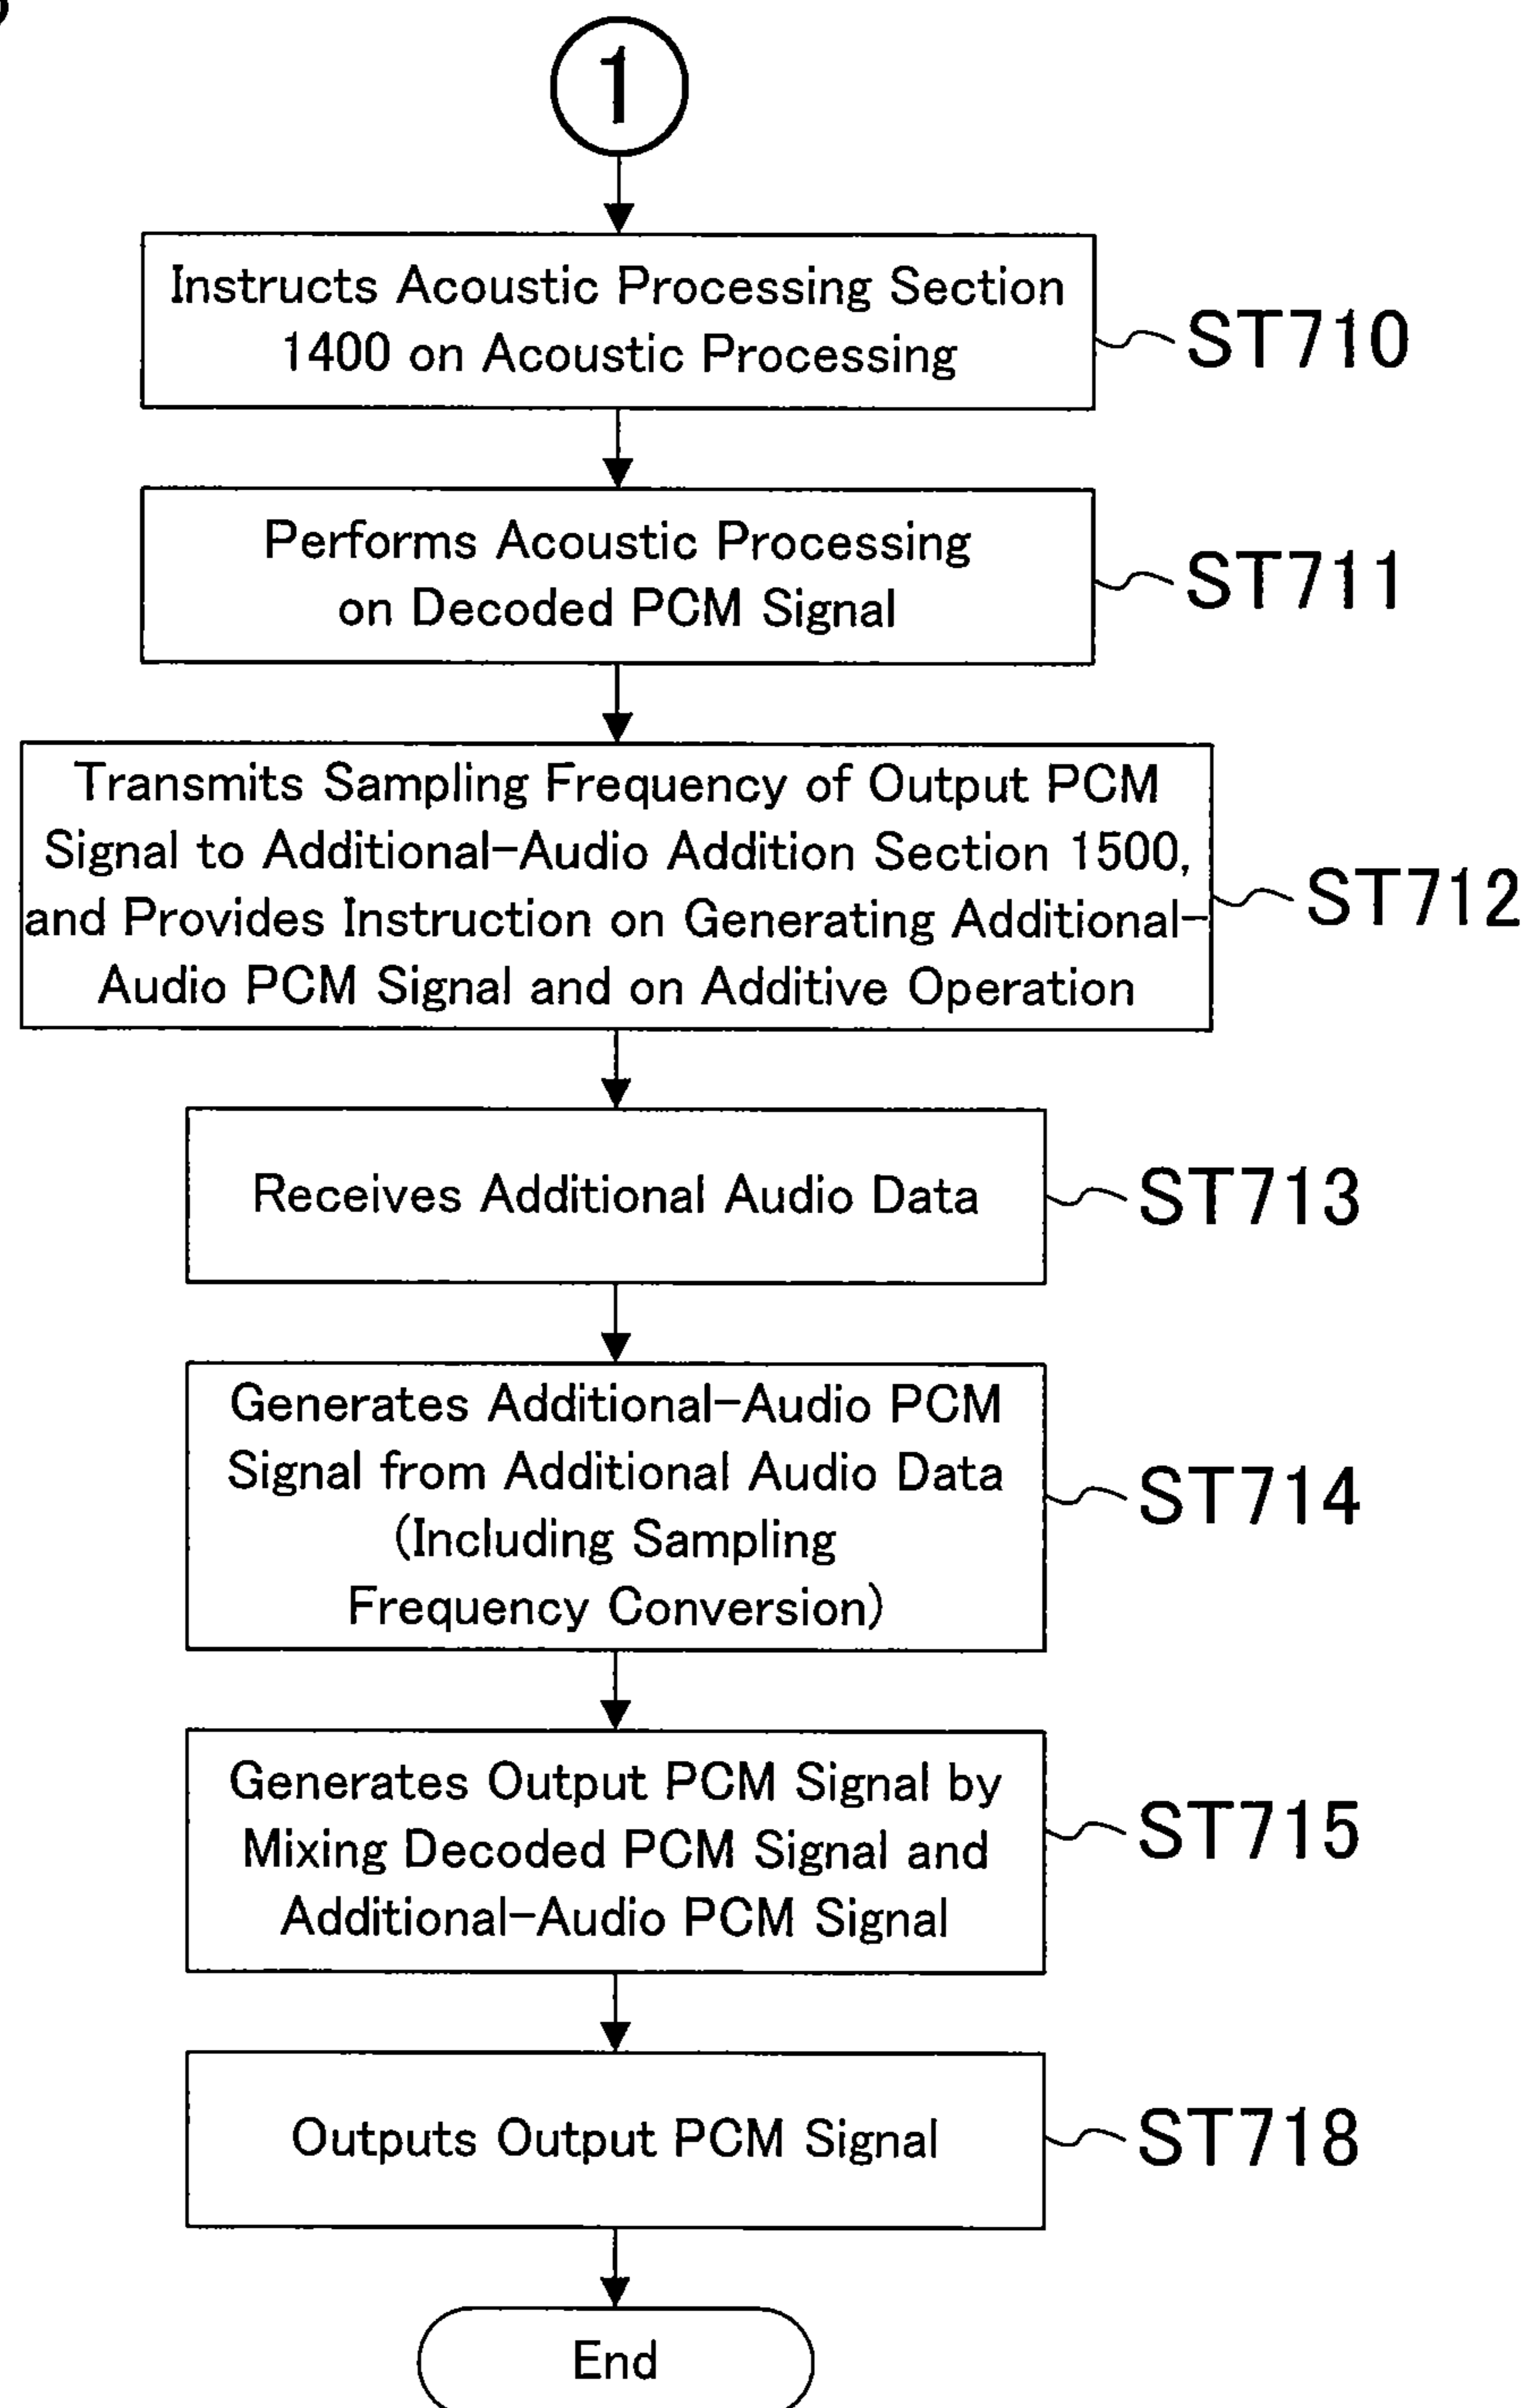 1
Instructs Acoustic Processing Section
1400 on Acoustic Processing
ST710
Performs Acoustic Processing
on Decoded PCM Signal
ST711
Transmits Sampling Frequency of Output PCM
Signal to Additional-Audio Addition Section 1500,
and Provides Instruction on Generating Additional-
Audio PCM Signal and on Additive Operation
ST712
Receives Additional Audio Data
ST713
Generates Additional-Audio PCM
Signal from Additional Audio Data
(Including Sampling
Frequency Conversion)
ST714
Generates Output PCM Signal by
Mixing Decoded PCM Signal and
Additional-Audio PCM Signal
ST715
Outputs Output PCM Signal
ST718
End